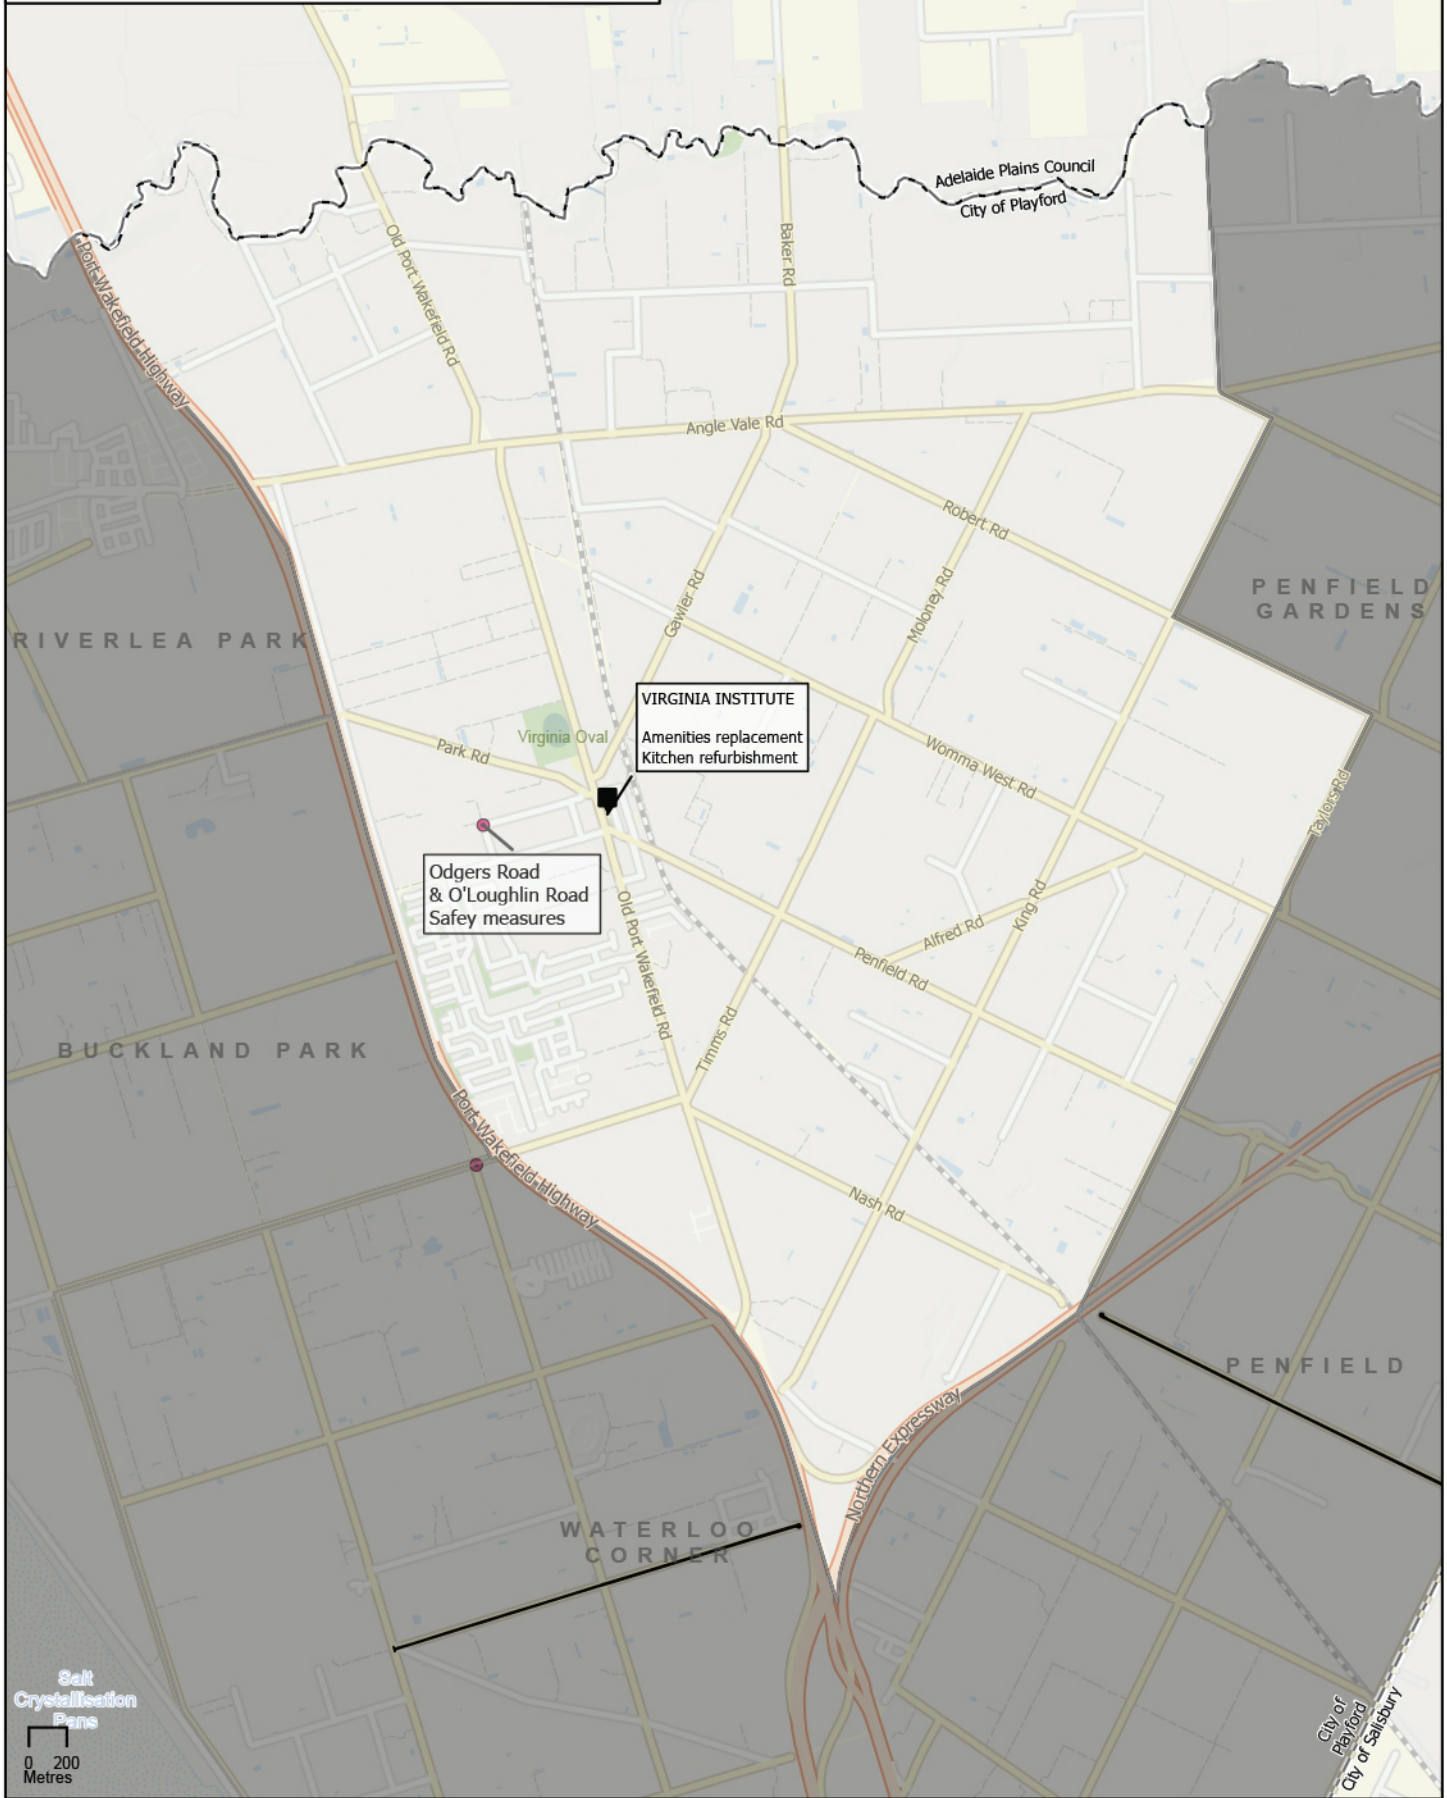 Adelaide Plains Council
City of Playford
Port Wakefield Highway
Old Port Wakefield Rd
Baker Rd
Angle Vale Rd
Robert Rd
Moloney Rd
Gawler Rd
PENFIELD
GARDENS
RIVERLEA PARK
VIRGINIA INSTITUTE
Amenities replacement
Kitchen refurbishment
Virginia Oval
Park Rd
Womma West Rd
Taylors Rd
Odgers Road
& O'Loughlin Road
Safey measures
Old Port Wakefield Rd
King Rd
Alfred Rd
Penfield Rd
Timms Rd
BUCKLAND PARK
Port Wakefield Highway
Nash Rd
PENFIELD
Northern Expressway
WATERLOO
CORNER
Salt
Crystallisation
Pans
0 200
Metres
City of
Playford
City of Salisbury